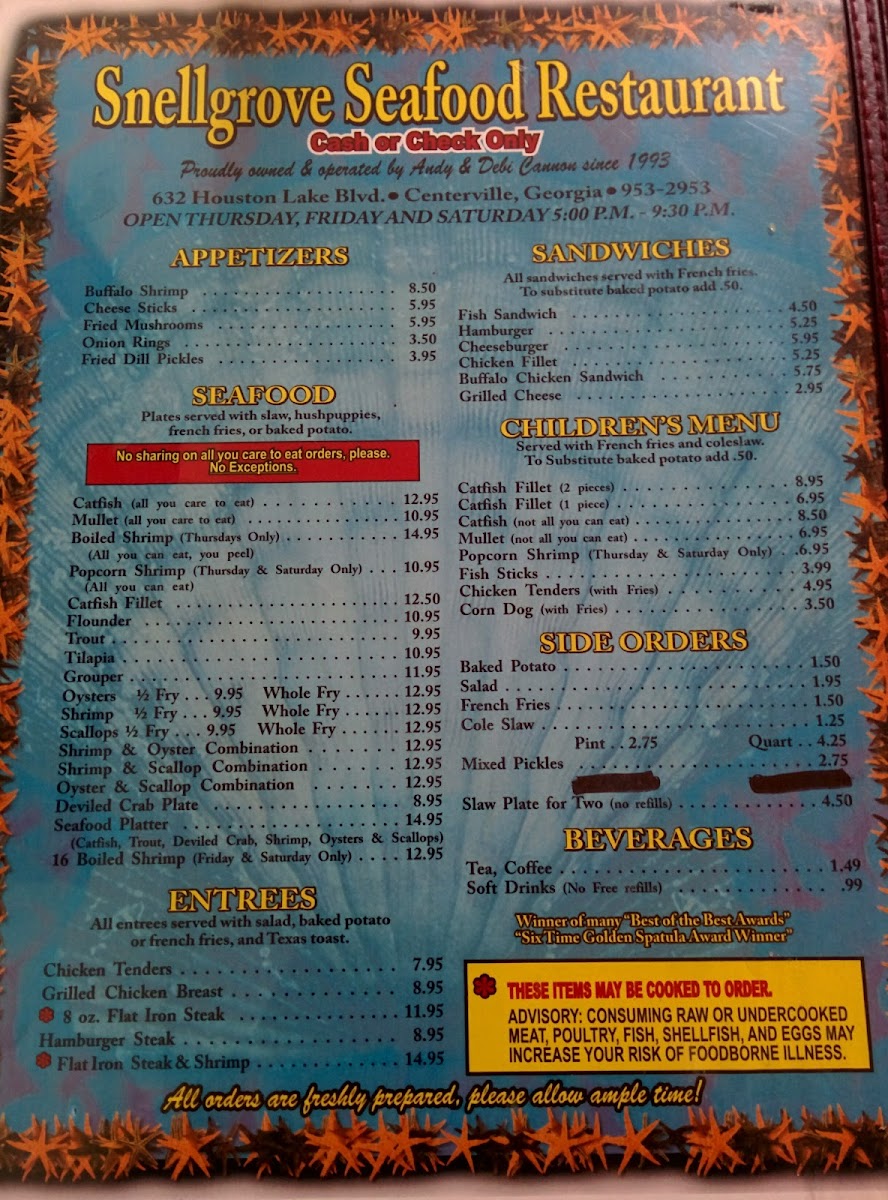 Snellgrove Seafood Restaurant
Cash or Check Only
Proudly owned & operated by Andy & Debi Cannon since 1993
632 Houston Lake Blvd. • Centerville, Georgia • 953-2953
OPEN THURSDAY, FRIDAY AND SATURDAY 5:00 P.M. - 9:30 P.M.
APPETIZERS
Buffalo Shrimp . . . . . 8.50
Cheese Sticks . . . . . 5.95
Fried Mushrooms . . . . . 5.95
Onion Rings . . . . . 3.50
Fried Dill Pickles . . . . . 3.95
SEAFOOD
Plates served with slaw, hushpuppies,
french fries, or baked potato.
No sharing on all you care to eat orders, please.
No Exceptions.
Catfish (all you care to eat) . . . . . 12.95
Mullet (all you care to eat) . . . . . 10.95
Boiled Shrimp (Thursdays Only) . . . . . 14.95
(All you can eat, you peel)
Popcorn Shrimp (Thursday & Saturday Only) . . . 10.95
(All you can eat)
Catfish Fillet . . . . . 12.50
Flounder . . . . . 10.95
Trout . . . . . 9.95
Tilapia . . . . . 10.95
Grouper . . . . . 11.95
Oysters ½ Fry . . . 9.95 Whole Fry . . . . . 12.95
Shrimp ½ Fry . . . 9.95 Whole Fry . . . . . 12.95
Scallops ½ Fry . . . 9.95 Whole Fry . . . . . 12.95
Shrimp & Oyster Combination . . . . . 12.95
Shrimp & Scallop Combination . . . . . 12.95
Oyster & Scallop Combination . . . . . 12.95
Deviled Crab Plate . . . . . 8.95
Seafood Platter . . . . . 14.95
(Catfish, Trout, Deviled Crab, Shrimp, Oysters & Scallops)
16 Boiled Shrimp (Friday & Saturday Only) . . . . 12.95
ENTREES
All entrees served with salad, baked potato
or french fries, and Texas toast.
Chicken Tenders . . . . . 7.95
Grilled Chicken Breast . . . . . 8.95
8 oz. Flat Iron Steak . . . . . 11.95
Hamburger Steak . . . . . 8.95
Flat Iron Steak & Shrimp . . . . . 14.95
SANDWICHES
All sandwiches served with French fries.
To substitute baked potato add .50.
Fish Sandwich . . . . . 4.50
Hamburger . . . . . 5.25
Cheeseburger . . . . . 5.95
Chicken Fillet . . . . . 5.25
Buffalo Chicken Sandwich . . . . . 5.75
Grilled Cheese . . . . . 2.95
CHILDREN'S MENU
Served with French fries and coleslaw.
To Substitute baked potato add .50.
Catfish Fillet (2 pieces) . . . . . 8.95
Catfish Fillet (1 piece) . . . . . 6.95
Catfish (not all you can eat) . . . . . 8.50
Mullet (not all you can eat) . . . . . 6.95
Popcorn Shrimp (Thursday & Saturday Only) . . .6.95
Fish Sticks . . . . . 3.99
Chicken Tenders (with Fries) . . . . . 4.95
Corn Dog (with Fries) . . . . . 3.50
SIDE ORDERS
Baked Potato . . . . . 1.50
Salad . . . . . 1.95
French Fries . . . . . 1.50
Cole Slaw . . . . . 1.25
Pint . . 2.75 Quart . . 4.25
Mixed Pickles . . . . . 2.75
Slaw Plate for Two (no refills) . . . . . 4.50
BEVERAGES
Tea, Coffee . . . . . 1.49
Soft Drinks (No Free refills) . . . . . .99
Winner of many "Best of the Best Awards"
"Six Time Golden Spatula Award Winner"
THESE ITEMS MAY BE COOKED TO ORDER.
ADVISORY: CONSUMING RAW OR UNDERCOOKED
MEAT, POULTRY, FISH, SHELLFISH, AND EGGS MAY
INCREASE YOUR RISK OF FOODBORNE ILLNESS.
All orders are freshly prepared, please allow ample time!